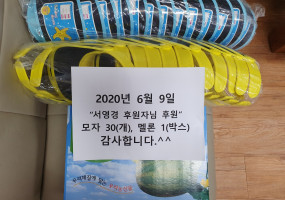 2020년 6월 9일
"서영경 후원자님 후원"
모자 30(개), 멜론 1(박스)
감사합니다.^^